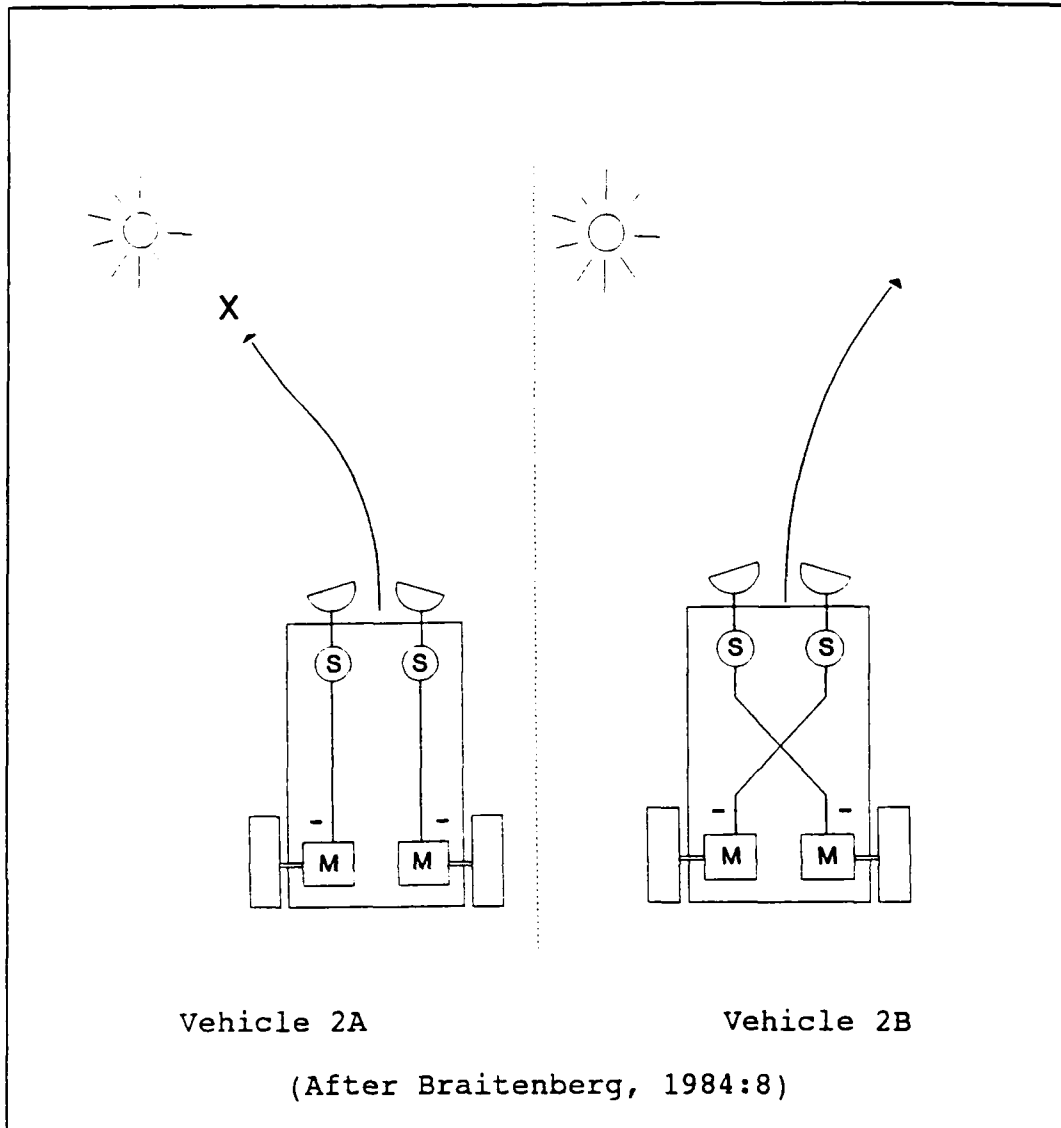 X
S S
S S
- -
M M
- -
M M
Vehicle 2A
Vehicle 2B
(After Braitenberg, 1984:8)